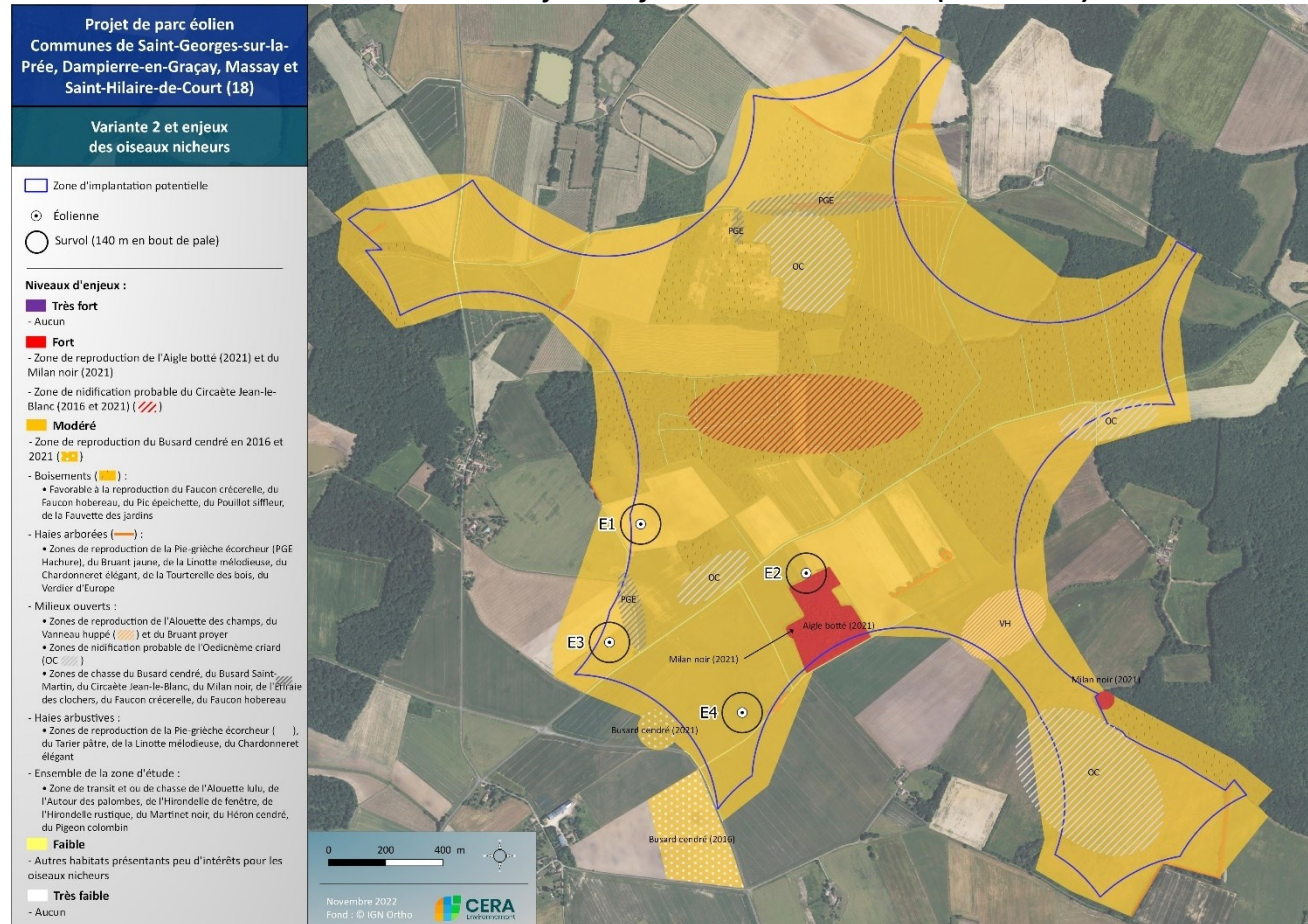 Projet de parc éolien
Communes de Saint-Georges-sur-la-
Prée, Dampierre-en-Graçay, Massay et
Saint-Hilaire-de-Court (18)
Variante 2 et enjeux
des oiseaux nicheurs
Zone d'implantation potentielle
Éolienne
Survol (140 m en bout de pale)
Niveaux d'enjeu :
Très fort
- Aucun
Fort
- Zone de reproduction de l'Aigle botté (2021) et du
Milan noir (2021)
- Zone de nidification probable du Circaète Jean-le-
Blanc (2016 et 2021) ( )
Modéré
- Zone de reproduction du Busard cendré en 2016 et
2021 ( )
- Boisements ( ) :
• Favorable à la reproduction du Faucon crécerelle, du
Faucon hobereau, du Pic épeichette, du Pouillot siffleur,
de la Fauvette des jardins
- Haies arborées ( ) :
• Zones de reproduction de la Pie-grièche écorcheur (PGE
Hachure), du Bruant jaune, de la Linotte mélodieuse, du
Chardonneret élégant, de la Tourterelle des bois, du
Verdier d'Europe
- Milieux ouverts :
• Zones de reproduction de l'Alouette des champs, du
Vanneau huppé ( ) et du Bruant proyer
• Zones de nidification probable de l'Oedicnème criard
(OC )
• Zones de chasse du Busard cendré, du Busard Saint-
Martin, du Circaète Jean-le-Blanc, du Milan noir, de l'Effraie
des clochers, du Faucon crécerelle, du Faucon hobereau
- Haies arbustives :
• Zones de reproduction de la Pie-grièche écorcheur ( ),
du Tarier pâtre, de la Linotte mélodieuse, du Chardonneret
élégant
- Ensemble de la zone d'étude :
• Zone de transit et ou de chasse de l'Alouette lulu, de
l'Autour des palombes, de l'Hirondelle de fenêtre, de
l'Hirondelle rustique, du Martinet noir, du Héron cendré,
du Pigeon colombin
Faible
- Autres habitats présentants peu d'intérêts pour les
oiseaux nicheurs
Très faible
- Aucun
PGE
PGE
OC
OC
E1
OC
E2
PGE
E3
Aigle botté (2021)
VH
Milan noir (2021)
Milan noir (2021)
E4
Busard cendré (2021)
OC
Busard cendré (2016)
0 200 400 m
Novembre 2022
Fond : © IGN Ortho
CERA
Environnement